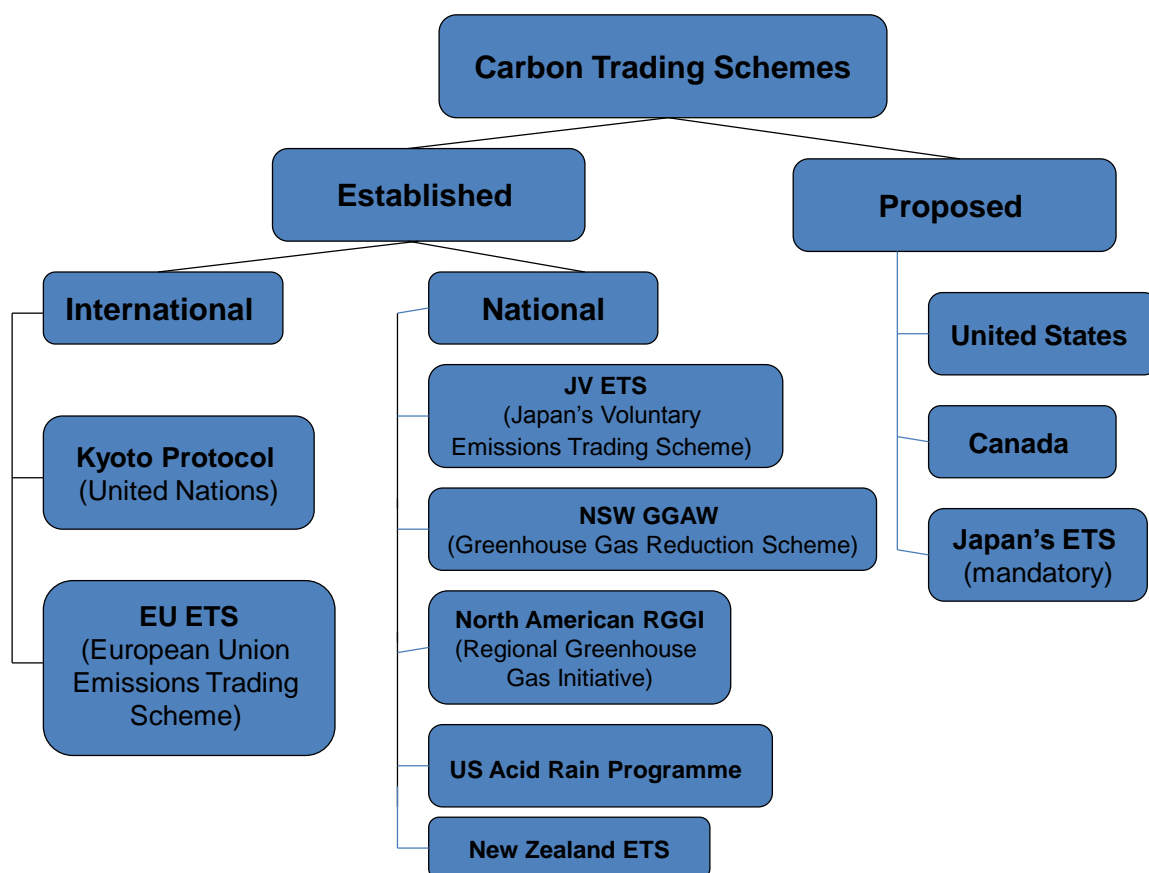 Carbon Trading Schemes
Established
Proposed
International
National
Kyoto Protocol
(United Nations)
EU ETS
(European Union
Emissions Trading
Scheme)
JV ETS
(Japan’s Voluntary
Emissions Trading Scheme)
NSW GGAW
(Greenhouse Gas Reduction Scheme)
North American RGGI
(Regional Greenhouse
Gas Initiative)
US Acid Rain Programme
New Zealand ETS
United States
Canada
Japan’s ETS
(mandatory)